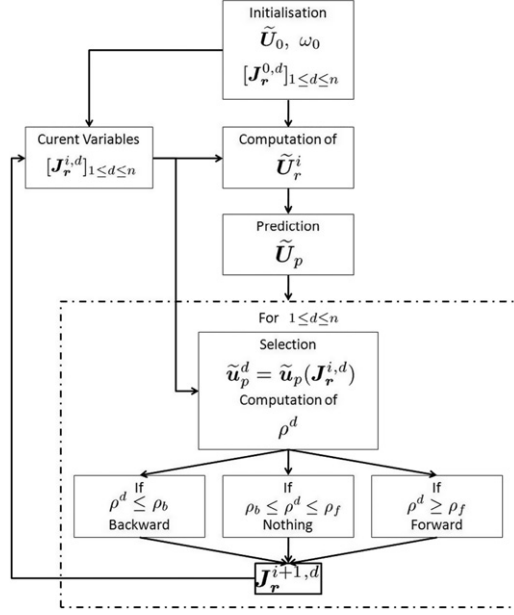 Initialisation
Ũ₀, ω₀
[J_r^{0,d}]_{1≤d≤n}
Curent Variables
[J_r^{i,d}]_{1≤d≤n}
Computation of
Ũ_r^i
Prediction
Ũ_p
For 1≤d≤n
Selection
ũ_p^d = ũ_p(J_r^{i,d})
Computation of
ρ^d
If
ρ^d ≤ ρ_b
Backward
If
ρ_b ≤ ρ^d ≤ ρ_f
Nothing
If
ρ^d ≥ ρ_f
Forward
J_r^{i+1,d}